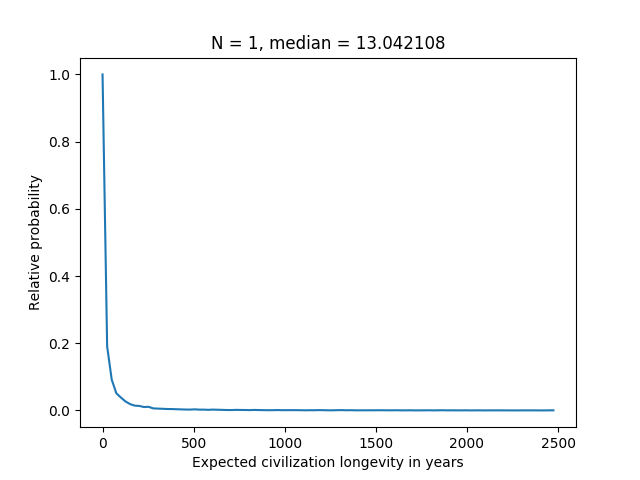 N = 1, median = 13.042108
1.0
0.8
0.6
0.4
0.2
0.0
Relative probability
0 500 1000 1500 2000 2500
Expected civilization longevity in years